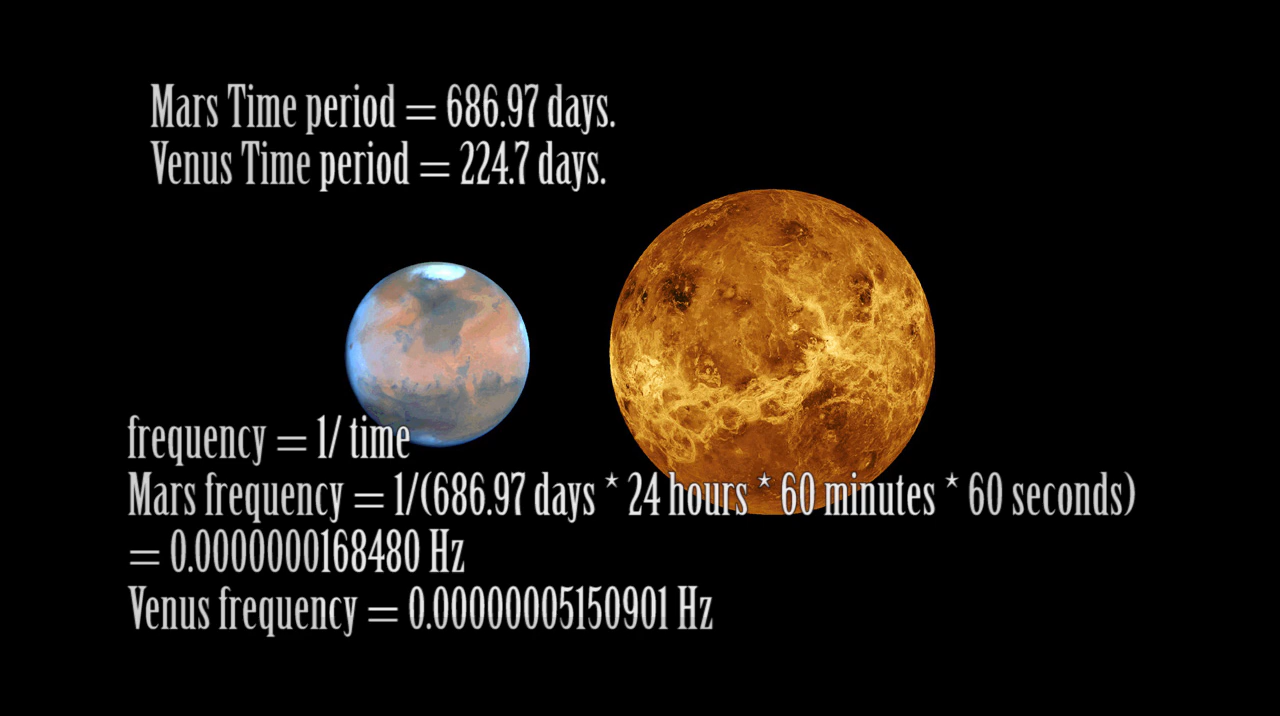 Mars Time period = 686.97 days.
Venus Time period = 224.7 days.
frequency = 1/ time
Mars frequency = 1/(686.97 days * 24 hours * 60 minutes * 60 seconds)
= 0.0000000168480 Hz
Venus frequency = 0.00000005150901 Hz